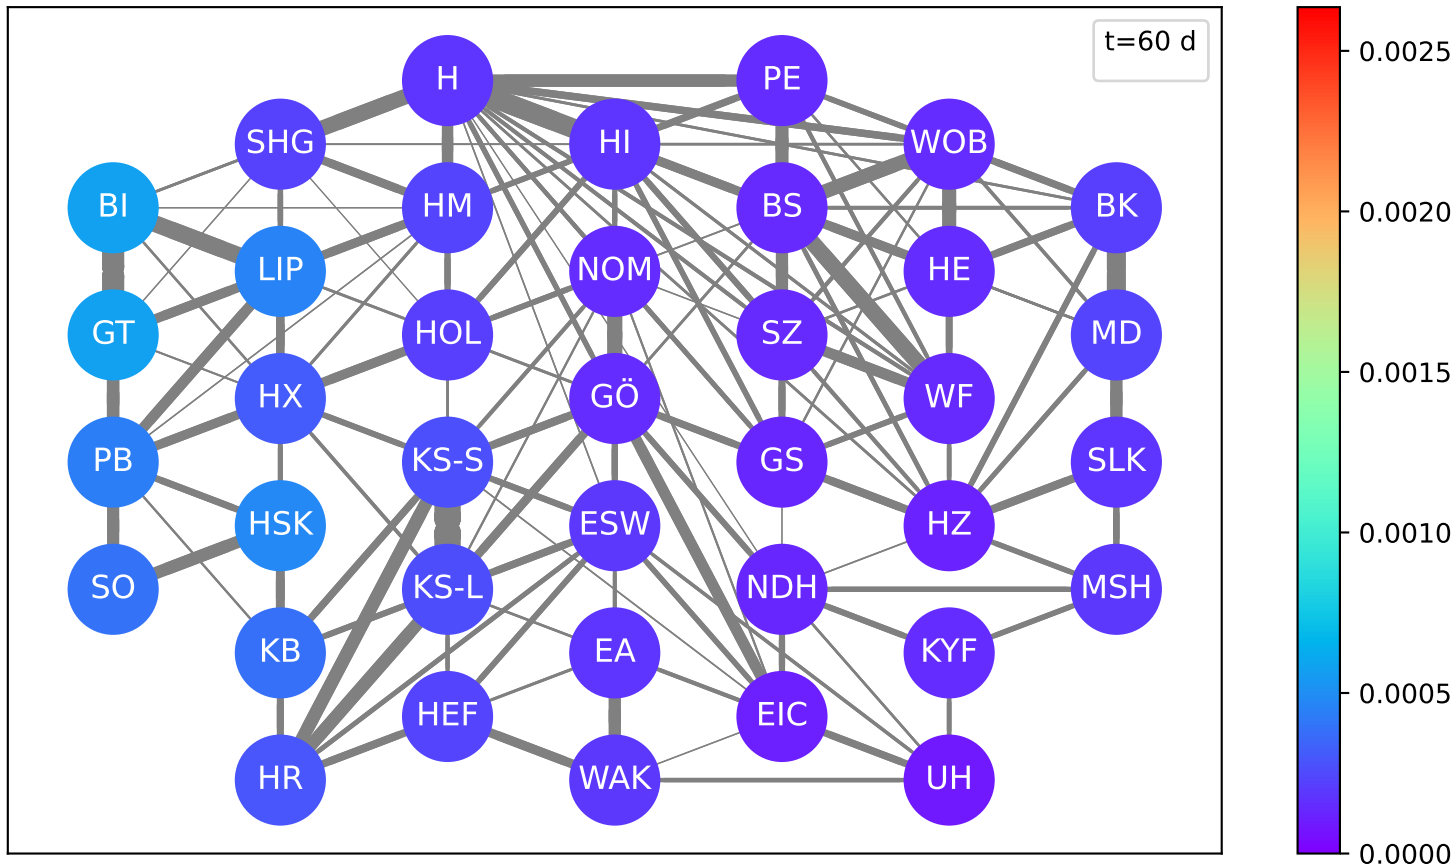 t=60 d
H
PE
SHG
HI
WOB
BI
HM
BS
BK
LIP
NOM
HE
GT
HOL
SZ
MD
HX
GÖ
WF
PB
KS-S
GS
SLK
HSK
ESW
HZ
SO
KS-L
NDH
MSH
KB
EA
KYF
HEF
EIC
HR
WAK
UH
0.0025
0.0020
0.0015
0.0010
0.0005
0.0000